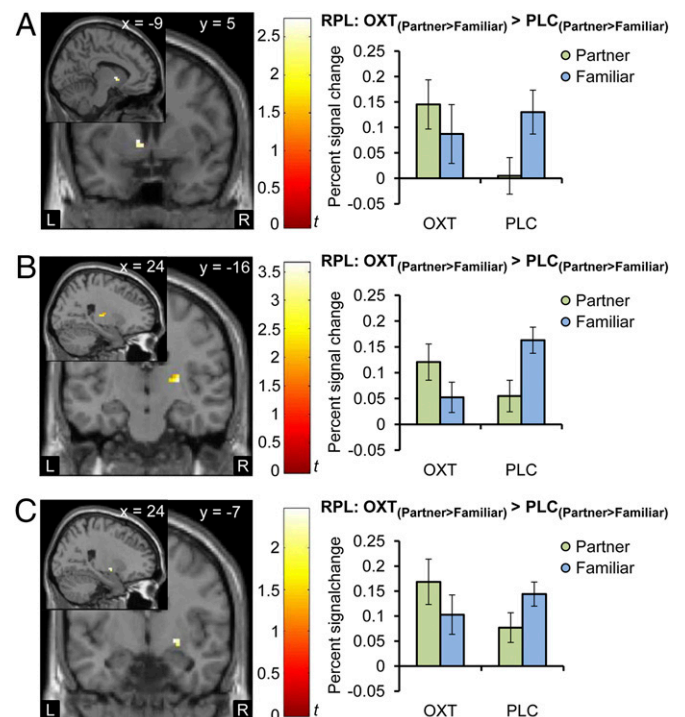 A
x = -9 y = 5
L R
2.5
2
1.5
1
0.5
0 t
RPL: OXT(Partner>Familiar) > PLC(Partner>Familiar)
Percent signal change
0.25
0.2
0.15
0.1
0.05
0
-0.05
OXT PLC
Partner
Familiar
B
x = 24 y = -16
L R
3.5
3
2.5
2
1.5
1
0.5
0 t
RPL: OXT(Partner>Familiar) > PLC(Partner>Familiar)
Percent signal change
0.25
0.2
0.15
0.1
0.05
0
-0.05
OXT PLC
Partner
Familiar
C
x = 24 y = -7
L R
2
1.5
1
0.5
0 t
RPL: OXT(Partner>Familiar) > PLC(Partner>Familiar)
Percent signalchange
0.25
0.2
0.15
0.1
0.05
0
-0.05
OXT PLC
Partner
Familiar